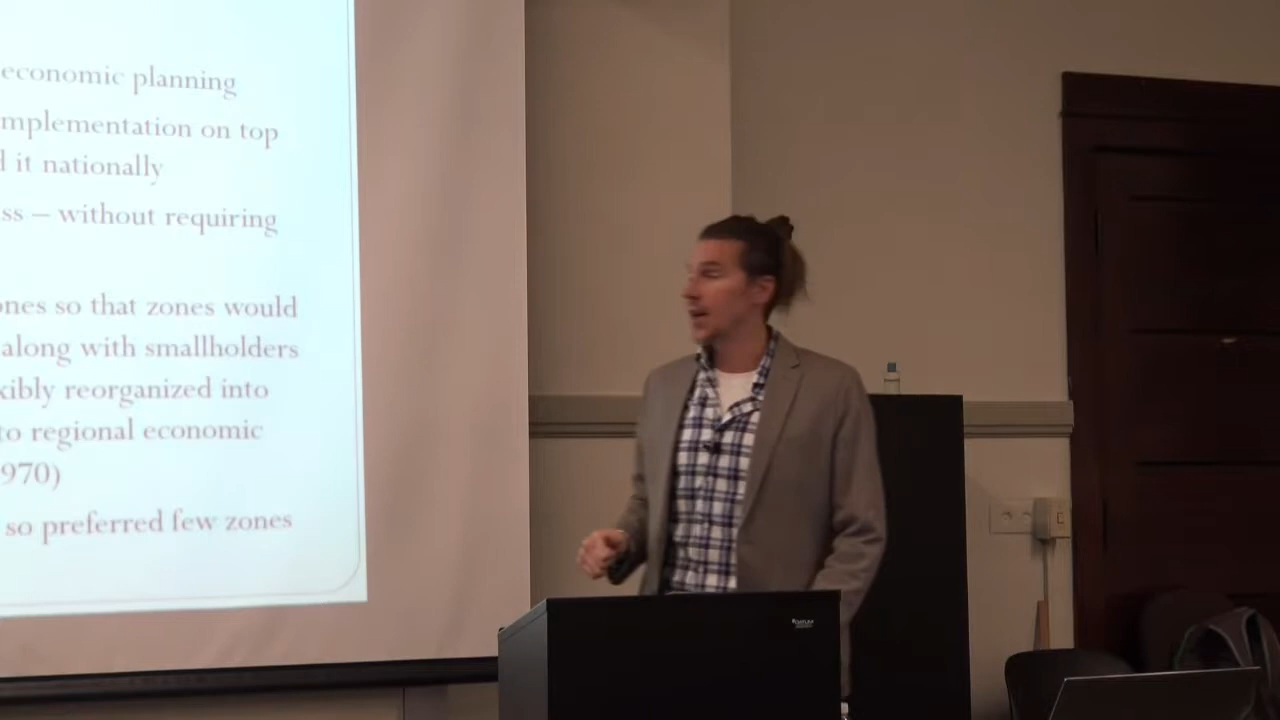 economic planning
mplementation on top
it nationally
ss – without requiring
ones so that zones would
along with smallholders
xibly reorganized into
to regional economic
970)
so preferred few zones